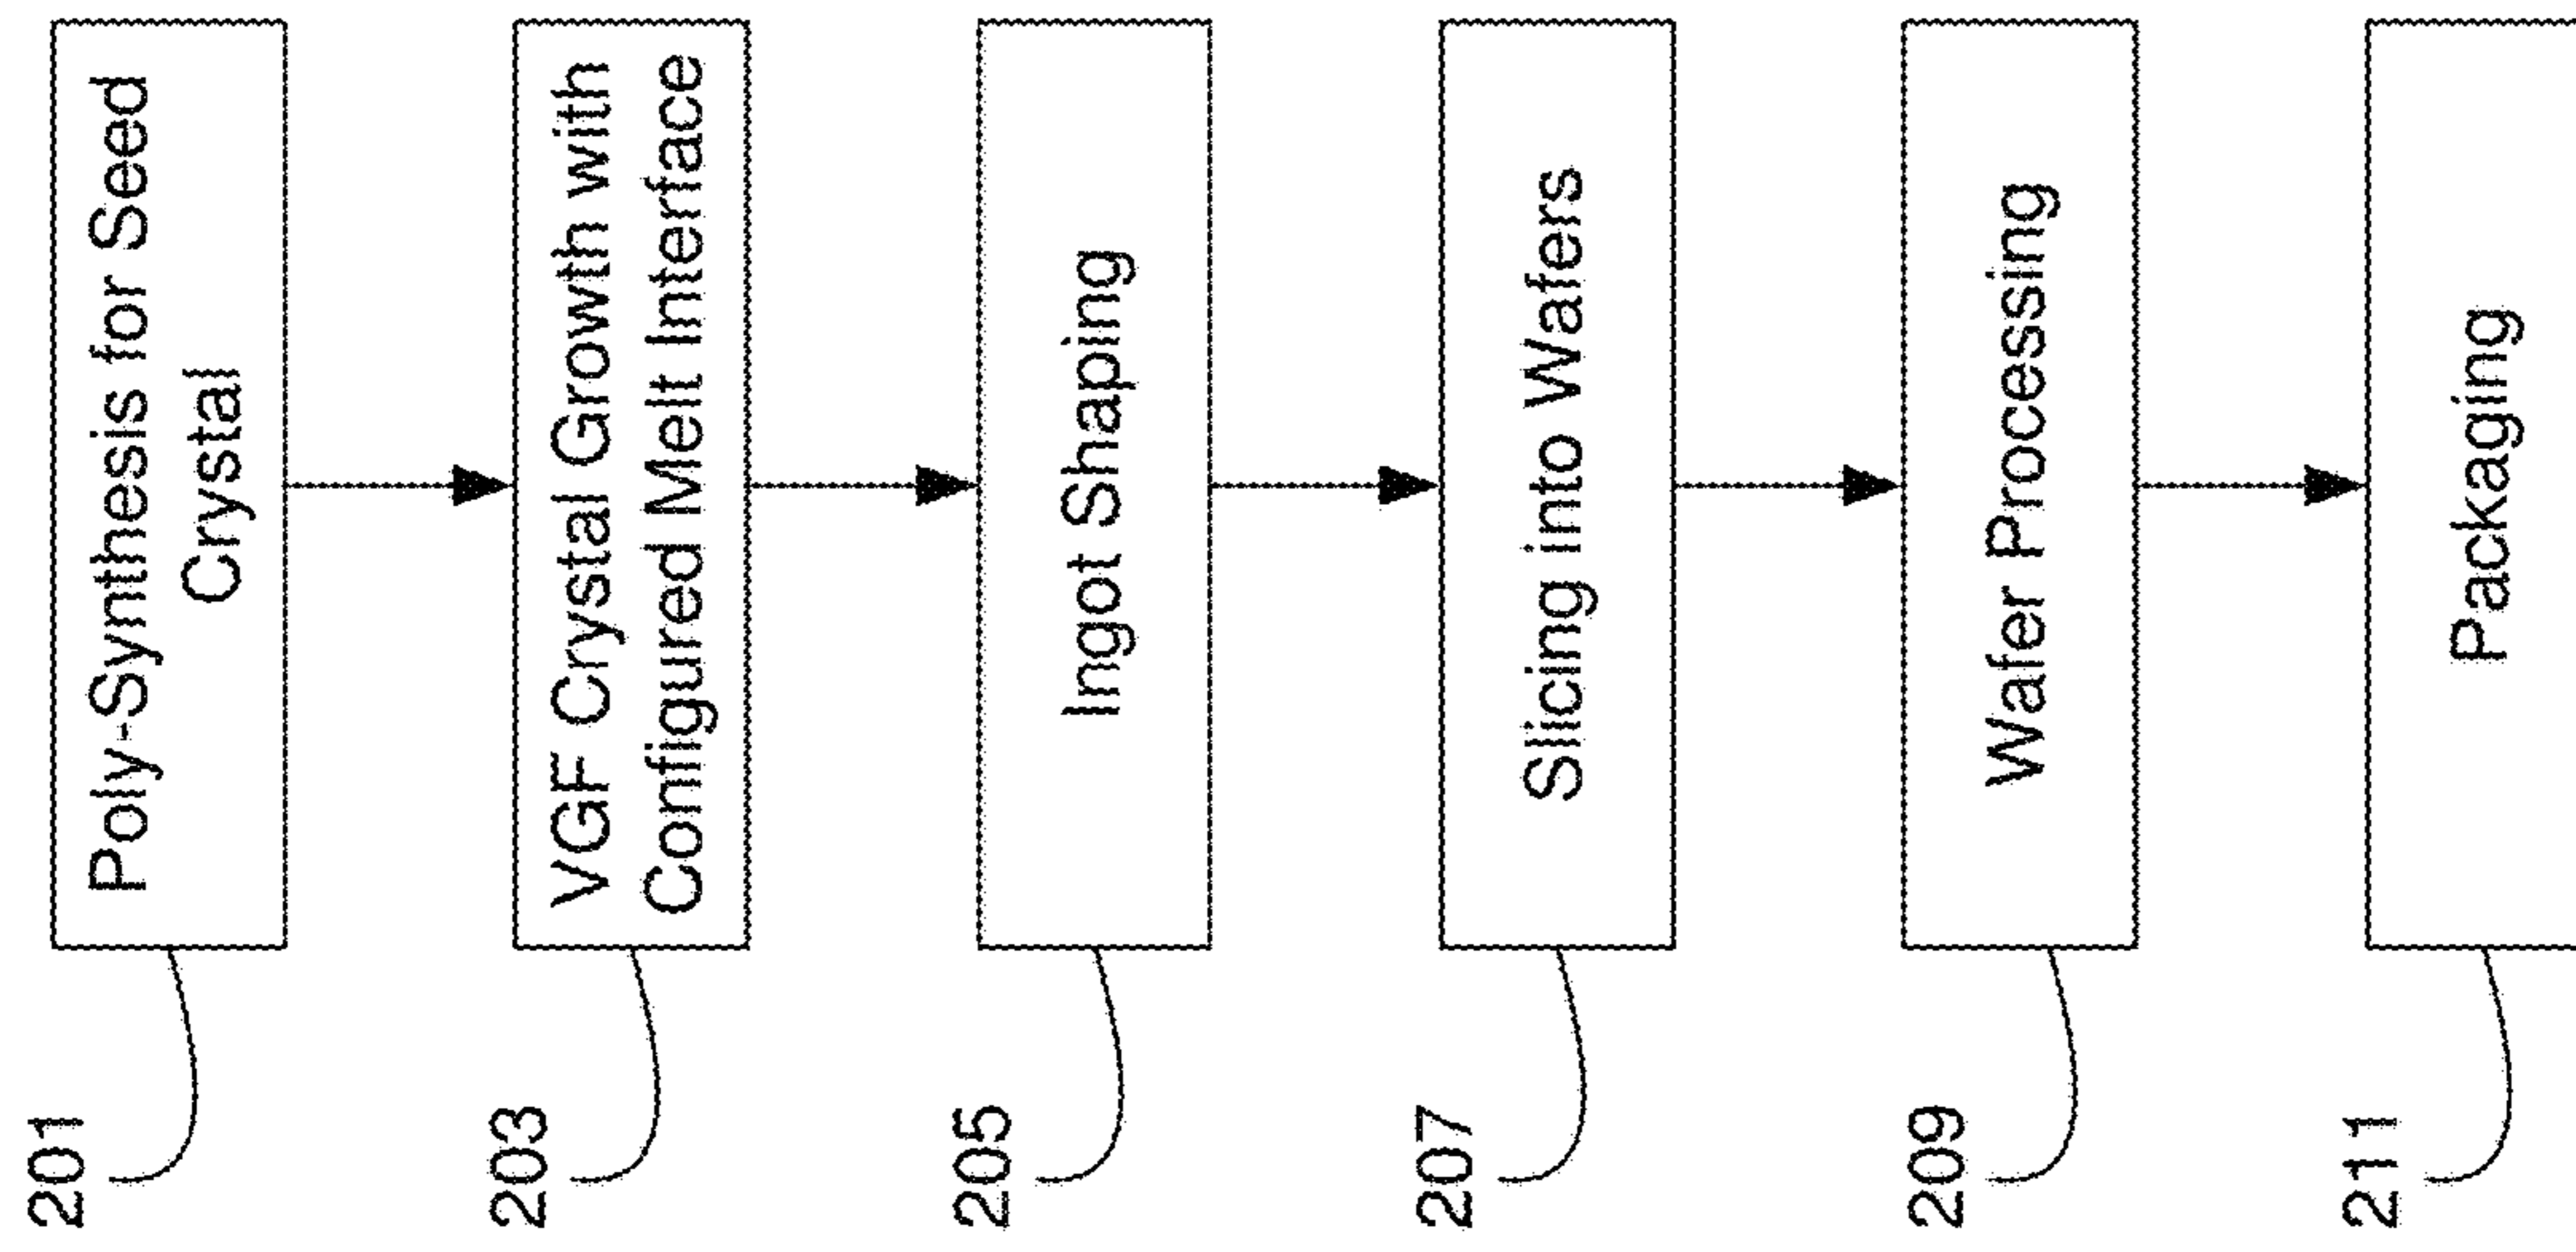 201
Poly-Synthesis for Seed
Crystal
203
VGF Crystal Growth with
Configured Melt Interface
205
Ingot Shaping
207
Slicing into Wafers
209
Wafer Processing
211
Packaging